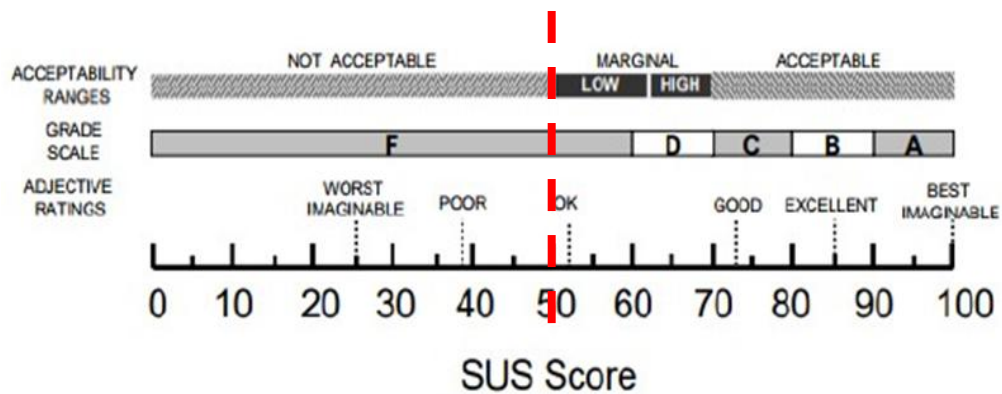 NOT ACCEPTABLE MARGINAL ACCEPTABLE
ACCEPTABILITY RANGES LOW HIGH
GRADE SCALE F D C B A
ADJECTIVE RATINGS WORST IMAGINABLE POOR OK GOOD EXCELLENT BEST IMAGINABLE
0 10 20 30 40 50 60 70 80 90 100
SUS Score